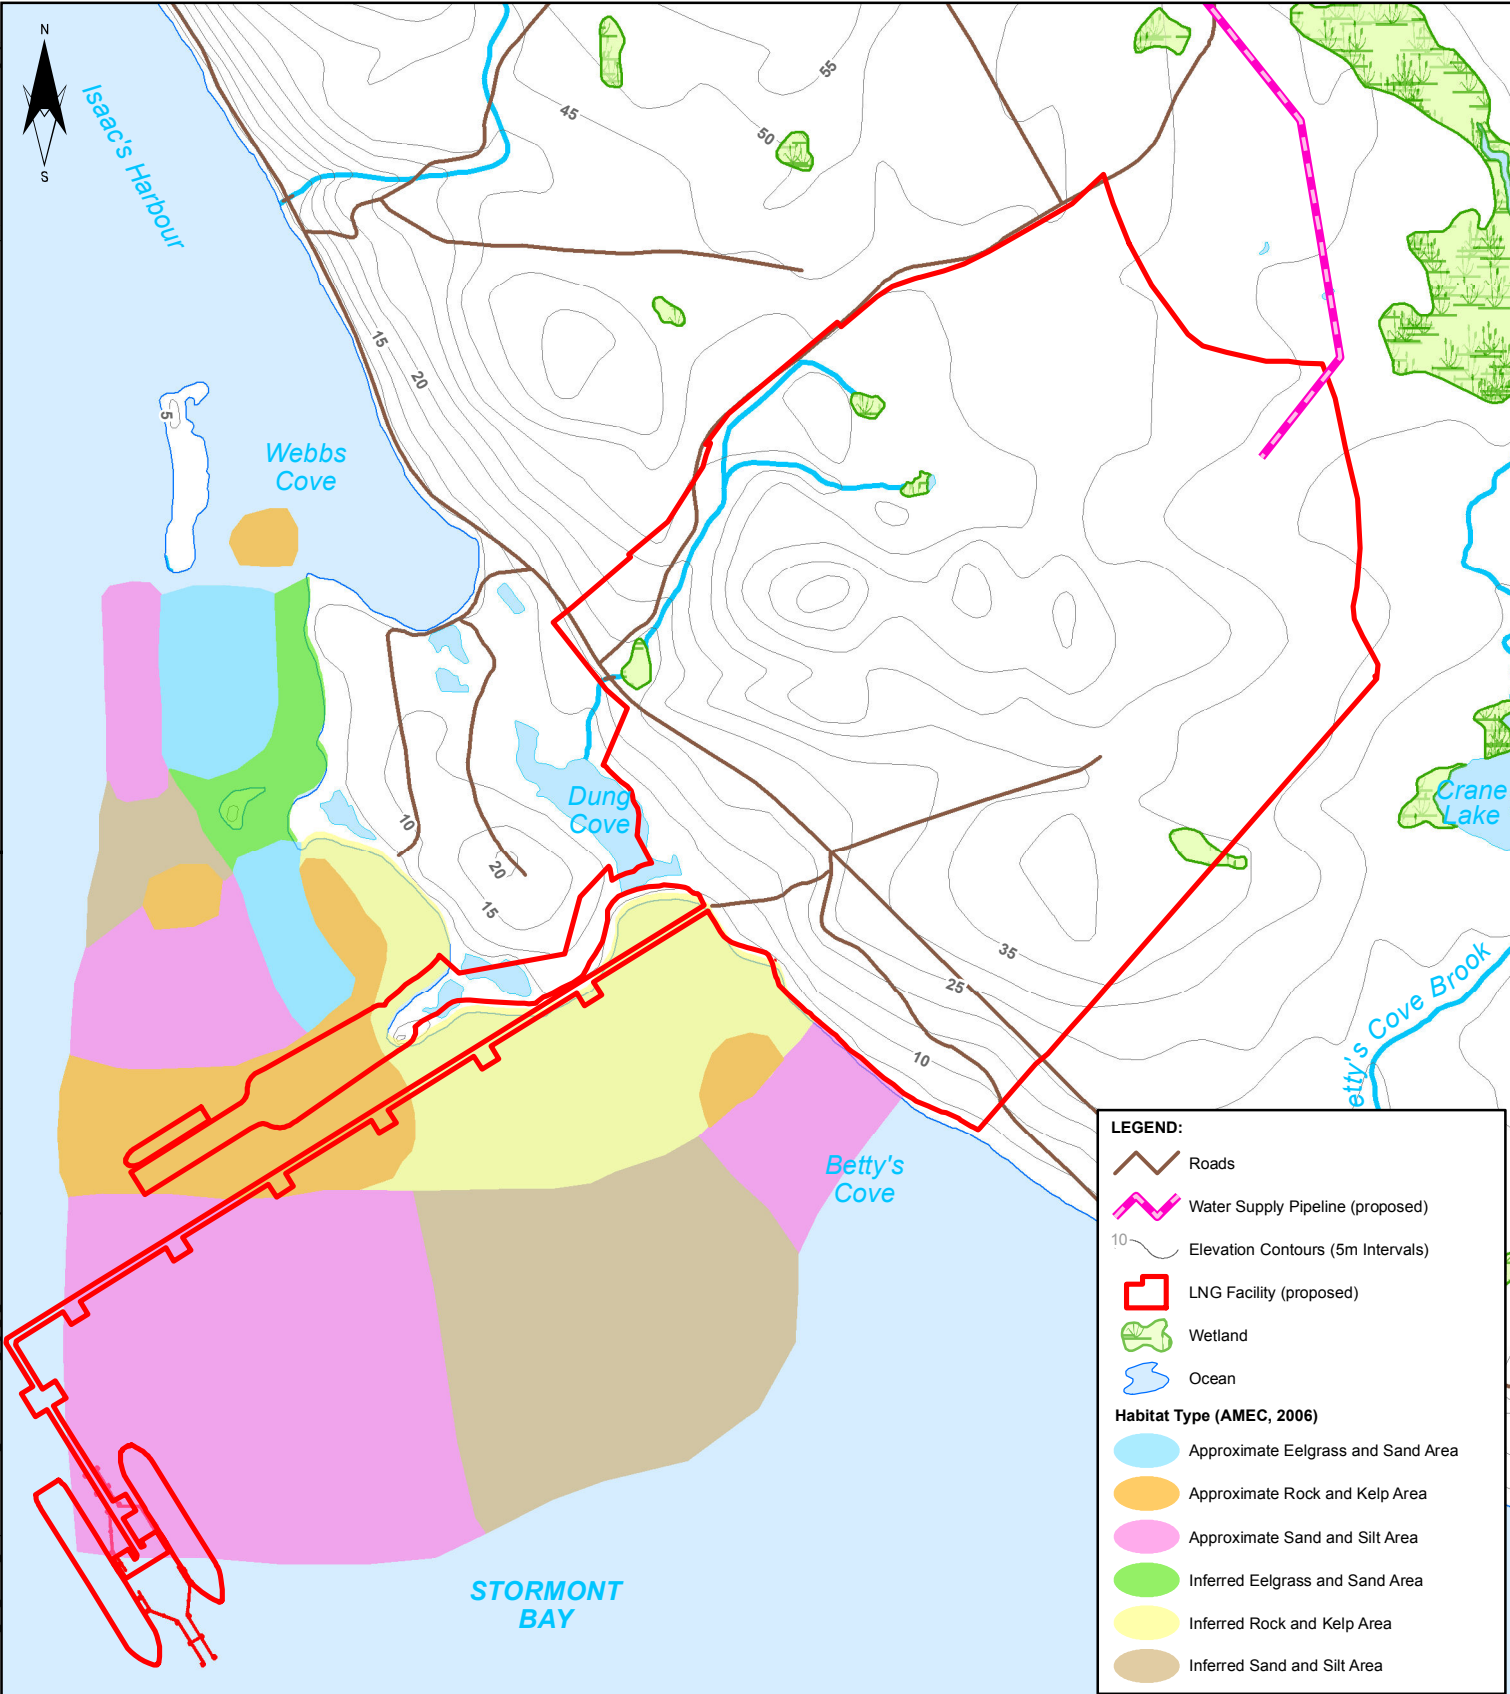 N
S
Isaac's Harbour
55
45
50
15
20
5
Webbs
Cove
Dung
Cove
10
20
15
Crane
Lake
35
25
10
etty's Cove Brook
Betty's
Cove
STORMONT
BAY
LEGEND:
Roads
Water Supply Pipeline (proposed)
10
Elevation Contours (5m Intervals)
LNG Facility (proposed)
Wetland
Ocean
Habitat Type (AMEC, 2006)
Approximate Eelgrass and Sand Area
Approximate Rock and Kelp Area
Approximate Sand and Silt Area
Inferred Eelgrass and Sand Area
Inferred Rock and Kelp Area
Inferred Sand and Silt Area